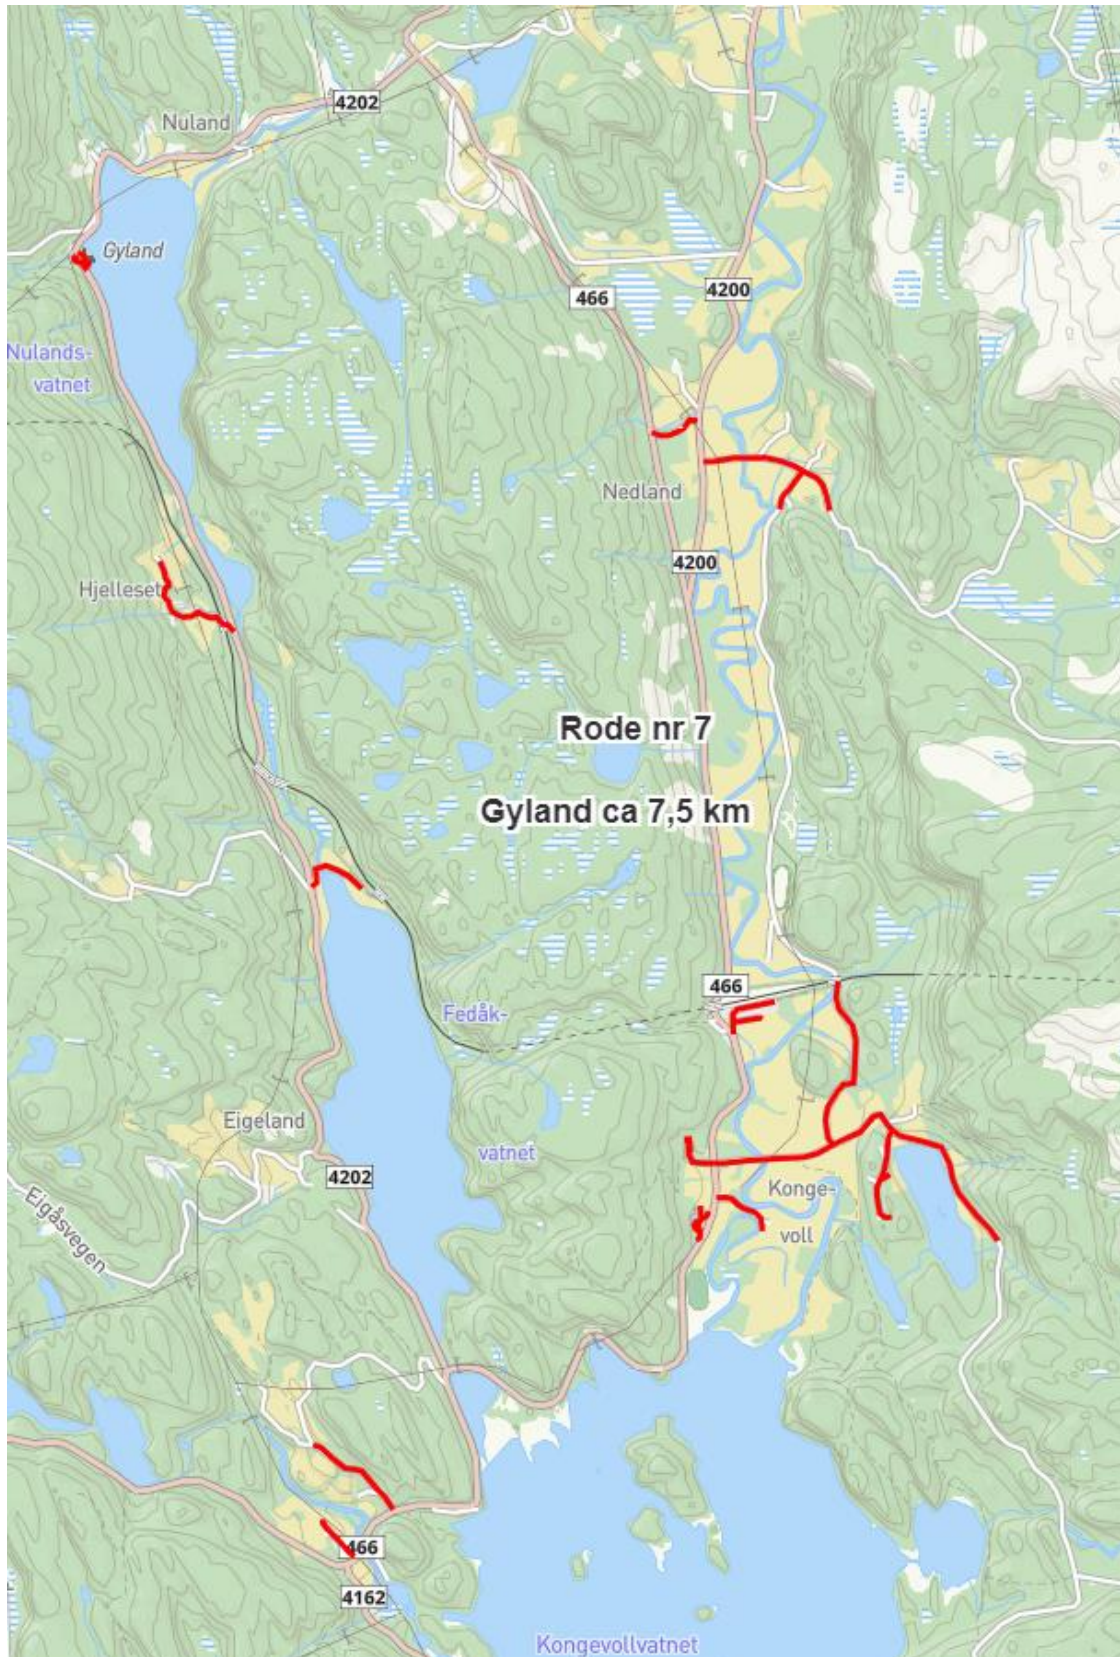 4202
Nuland
Gyland
4200
466
Nulands-
vatnet
Nedland
4200
Hjelleset
Rode nr 7
Gyland ca 7,5 km
466
Fedåk-
Eigeland
vatnet
4202
Konge-
voll
Eigåsvegen
466
4162
Kongevollvatnet